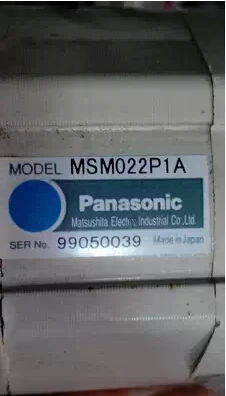 MODEL MSM022P1A
Panasonic
Matsushita Electric Industrial Co.,Ltd.
SER No. 99050039 Made in Japan